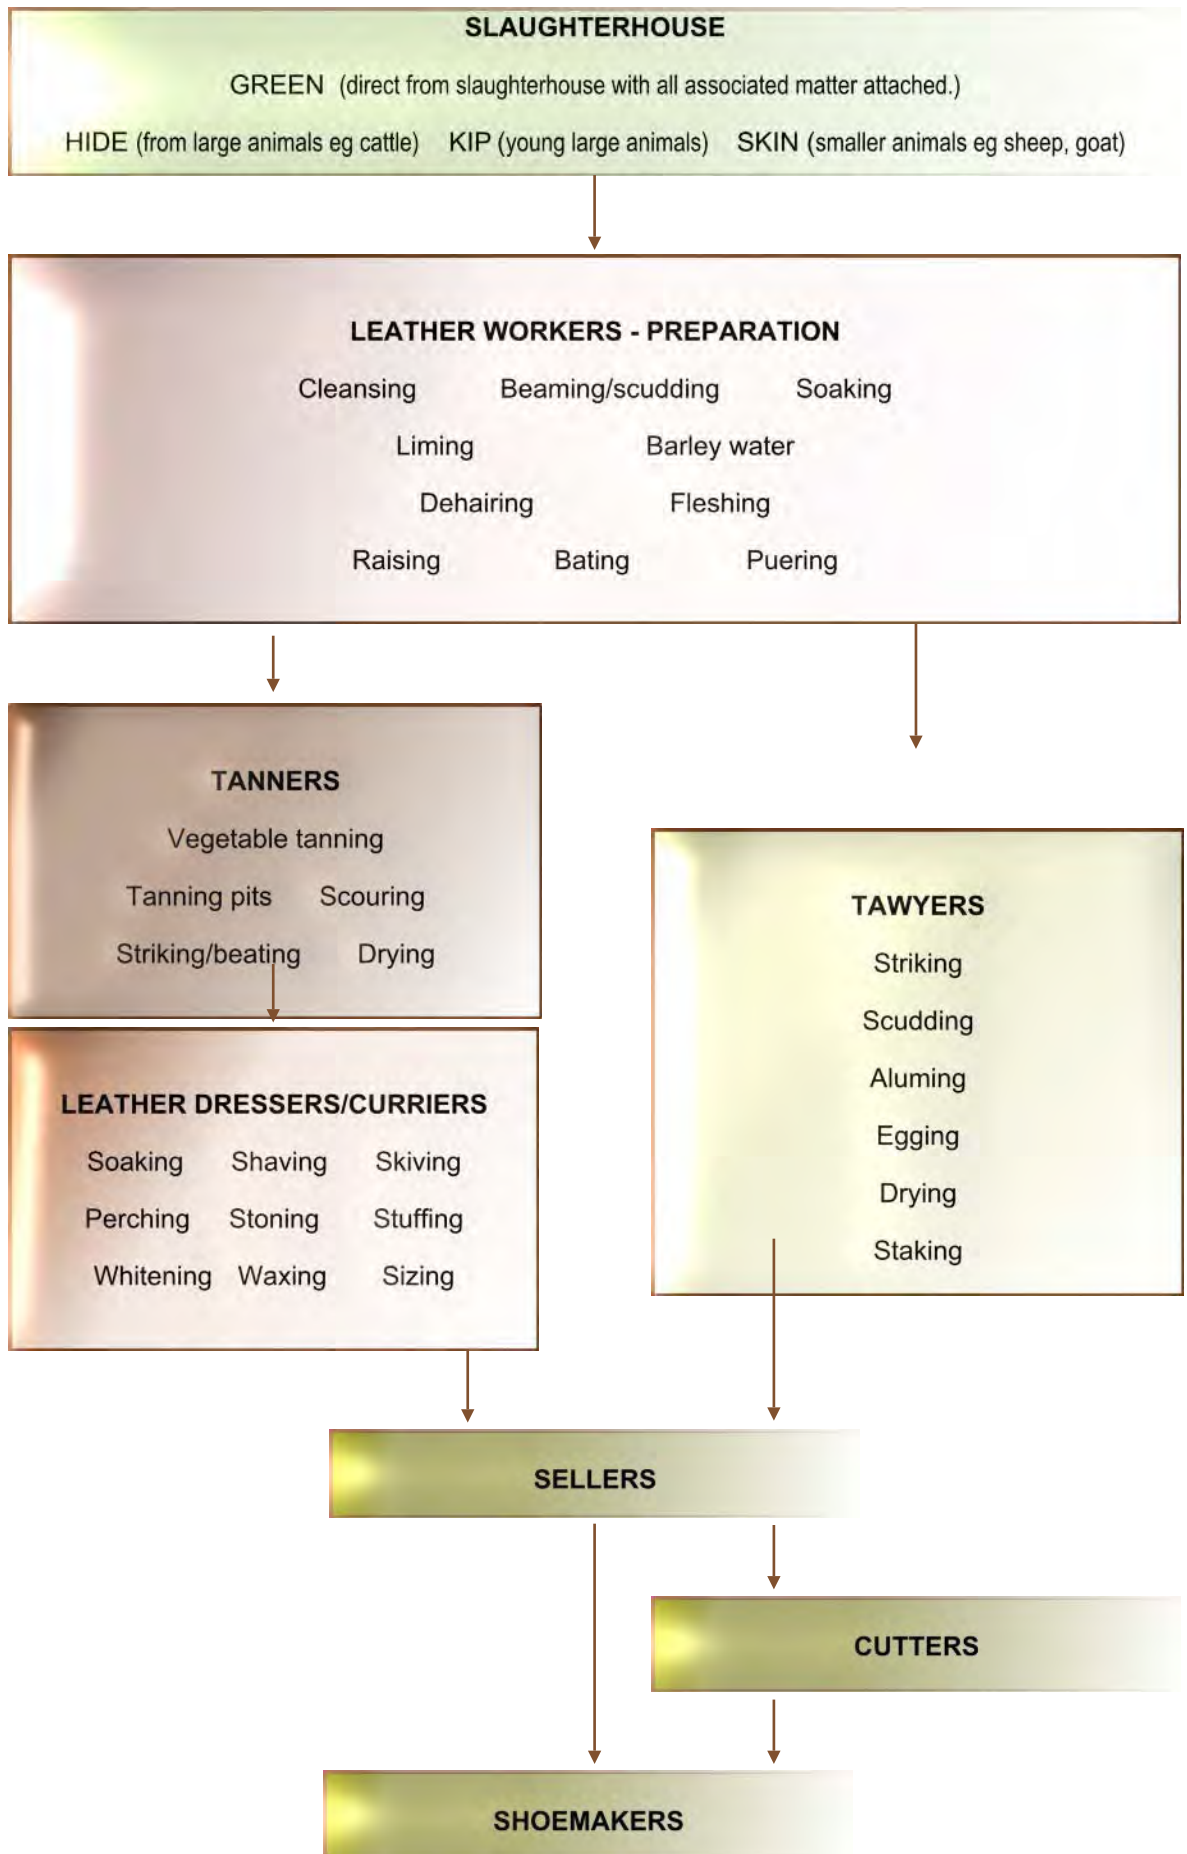 SLAUGHTERHOUSE
GREEN (direct from slaughterhouse with all associated matter attached.)
HIDE (from large animals eg cattle) KIP (young large animals) SKIN (smaller animals eg sheep, goat)
LEATHER WORKERS - PREPARATION
Cleansing Beaming/scudding Soaking
Liming Barley water
Dehairing Fleshing
Raising Bating Puering
TANNERS
Vegetable tanning
Tanning pits Scouring
Striking/beating Drying
LEATHER DRESSERS/CURRIERS
Soaking Shaving Skiving
Perching Stoning Stuffing
Whitening Waxing Sizing
TAWYERS
Striking
Scudding
Aluming
Egging
Drying
Staking
SELLERS
CUTTERS
SHOEMAKERS